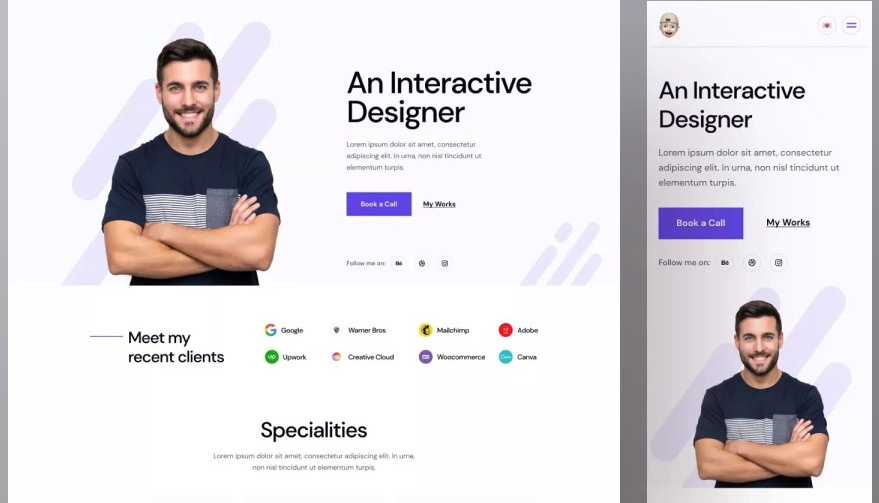 An Interactive
Designer
Lorem ipsum dolor sit amet, consectetur
adipiscing elit. In urna, non nisl tincidunt ut
elementum turpis.
Book a Call
My Works
Follow me on:
Bē
Meet my
recent clients
Google
Warner Bros
Mailchimp
Adobe
Up
Upwork
Creative Cloud
Woocommerce
Canva
Specialities
Lorem ipsum dolor sit amet, consectetur adipiscing elit. In urna,
non nisl tincidunt ut elementum turpis.
An Interactive
Designer
Lorem ipsum dolor sit amet, consectetur
adipiscing elit. In urna, non nisl tincidunt ut
elementum turpis.
Book a Call
My Works
Follow me on:
Bē